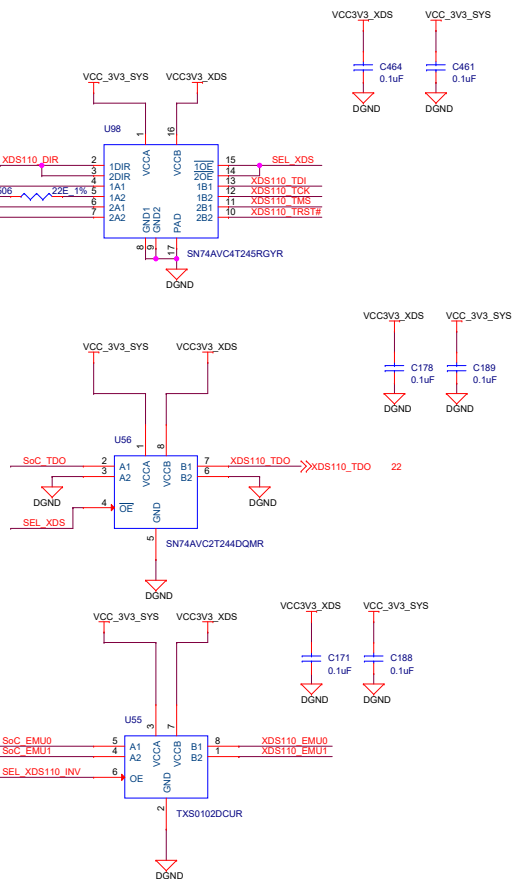 VCC3V3_XDS VCC_3V3_SYS
C464 C461
0.1uF 0.1uF
DGND DGND
VCC_3V3_SYS VCC3V3_XDS
U98
1 16
VCCA VCCB
XDS110_DIR 2 1DIR 1OE 15 SEL_XDS
3 2DIR 2OE 14
4 1A1 1B1 13 XDS110_TDI
22E_1% 5 1A2 1B2 12 XDS110_TCK
6 2A1 2B1 11 XDS110_TMS
7 2A2 2B2 10 XDS110_TRST#
GND1 GND2 PAD
8 9 17
SN74AVC4T245RGYR
DGND
VCC3V3_XDS VCC_3V3_SYS
C178 C189
0.1uF 0.1uF
DGND DGND
VCC_3V3_SYS VCC3V3_XDS
U56
1 8
VCCA VCCB
SoC_TDO 2 A1 B1 7 XDS110_TDO XDS110_TDO 22
3 A2 B2 6
DGND DGND
SEL_XDS 4 OE
GND
5
SN74AVC2T244DQMR
DGND
VCC3V3_XDS VCC_3V3_SYS
C171 C188
0.1uF 0.1uF
DGND DGND
VCC_3V3_SYS VCC3V3_XDS
U55
3 7
VCCA VCCB
SoC_EMU0 5 A1 B1 8 XDS110_EMU0
SoC_EMU1 4 A2 B2 1 XDS110_EMU1
SEL_XDS110_INV 6 OE
GND
2
TXS0102DCUR
DGND